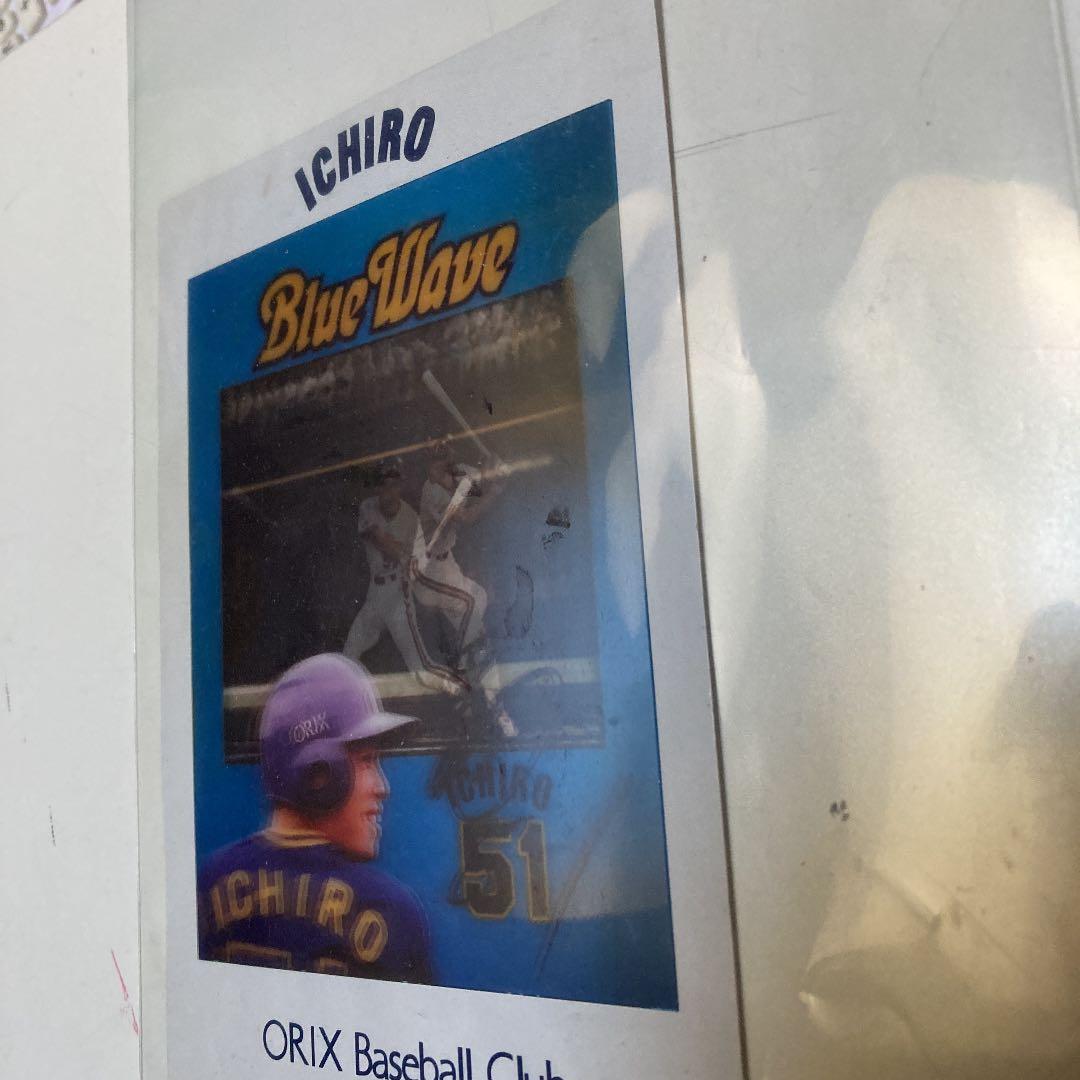 ICHIRO
Blue Wave
ORIX
ICHIRO
51
ICHIRO
ORIX Baseball Club